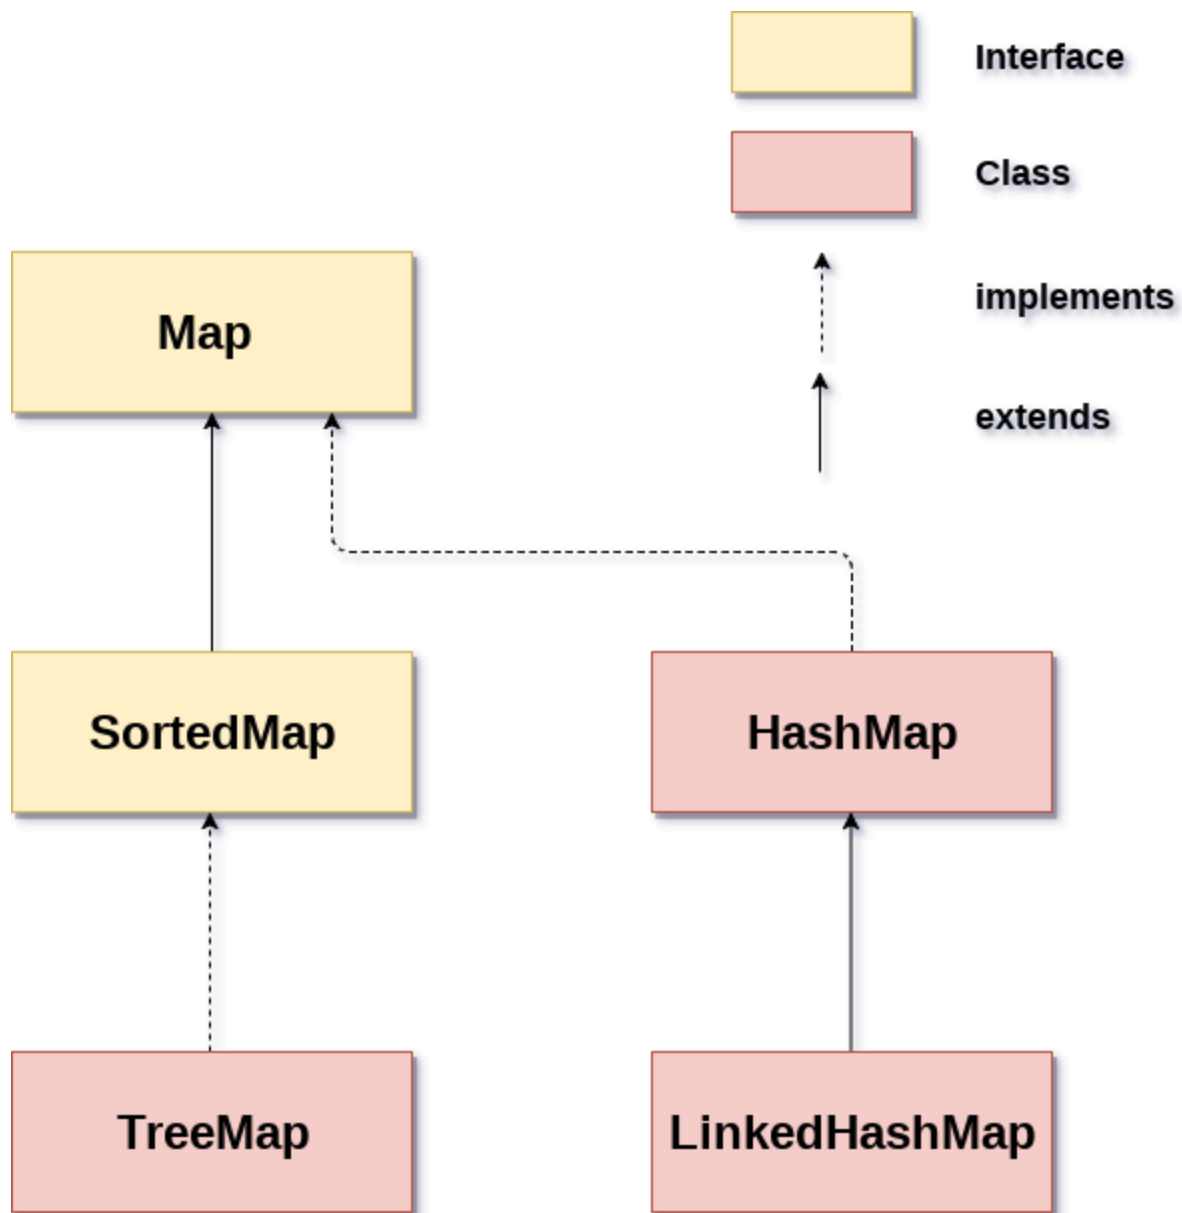 Interface
Class
implements
extends
Map
SortedMap
HashMap
TreeMap
LinkedHashMap